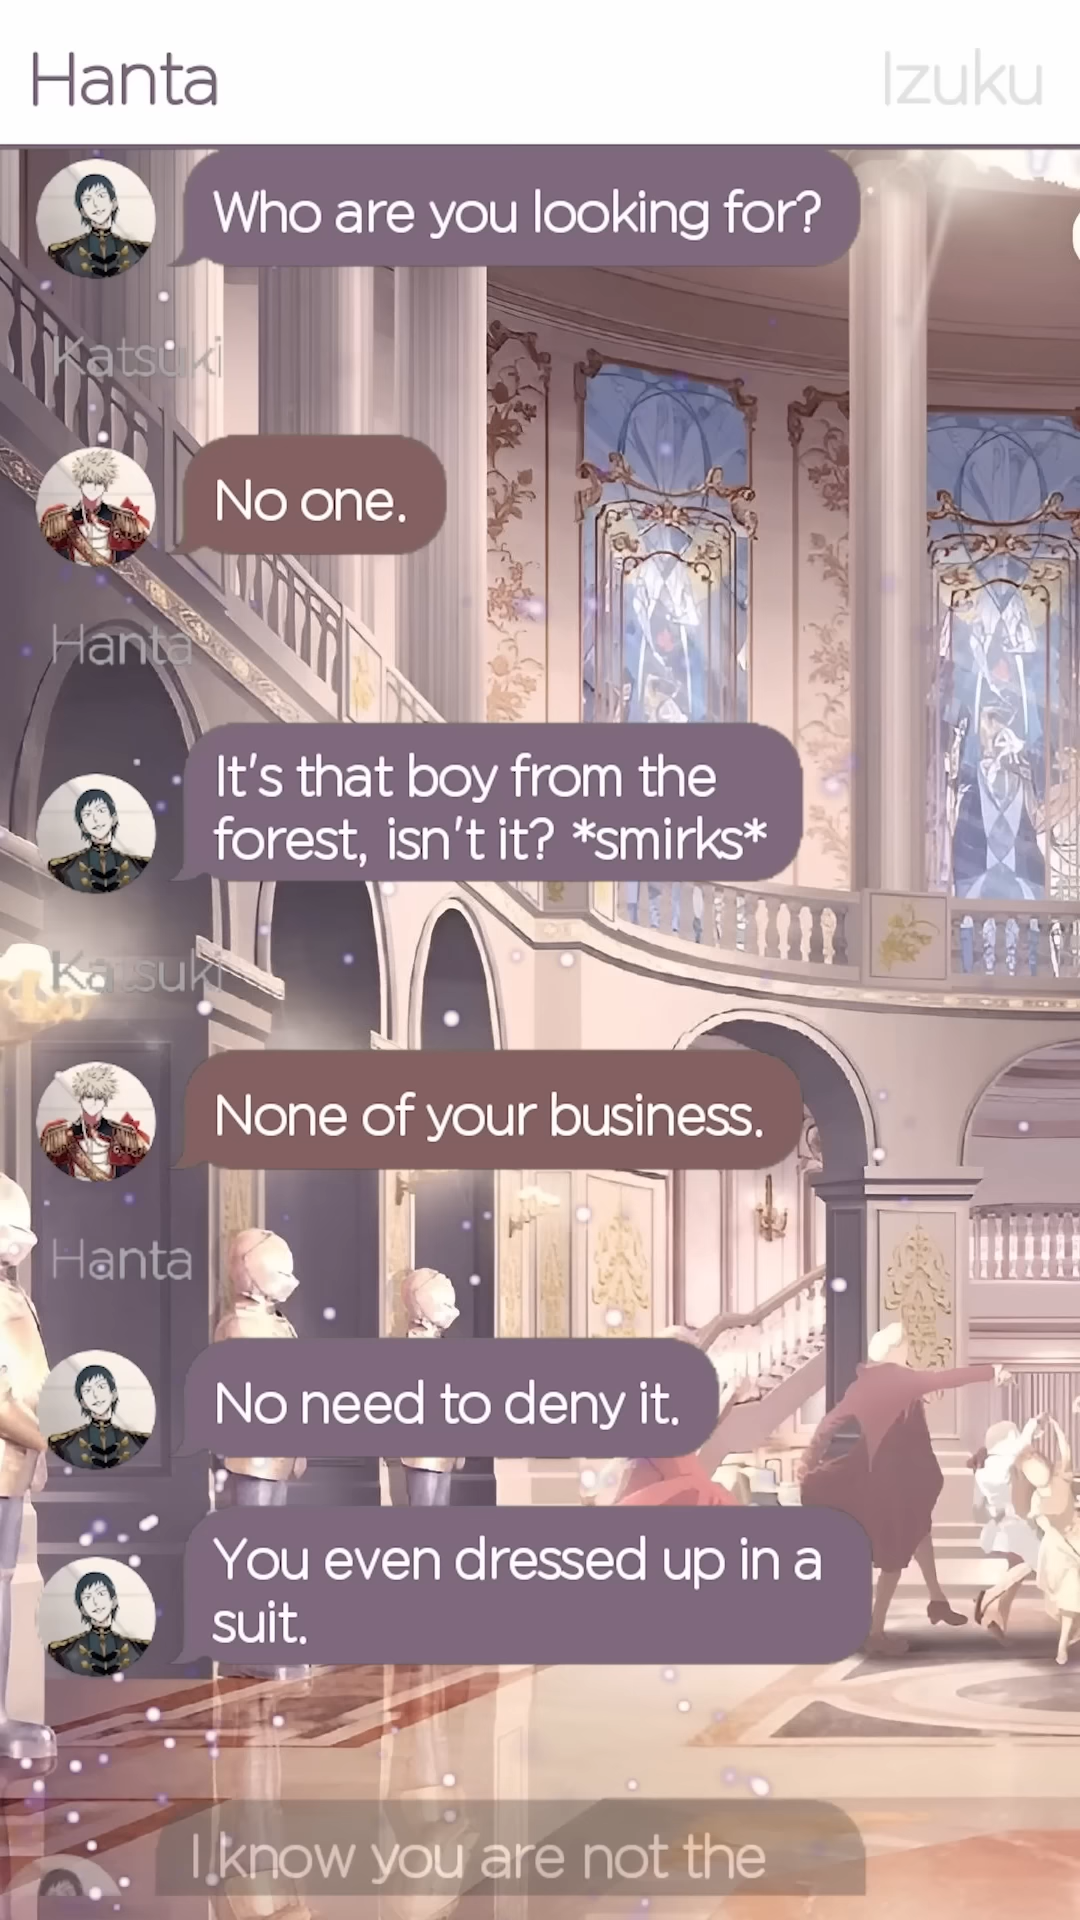 Hanta
Izuku
Who are you looking for?
Katsuki
No one.
Hanta
It's that boy from the
forest, isn't it? *smirks*
Katsuki
None of your business.
Hanta
No need to deny it.
You even dressed up in a
suit.
I know you are not the